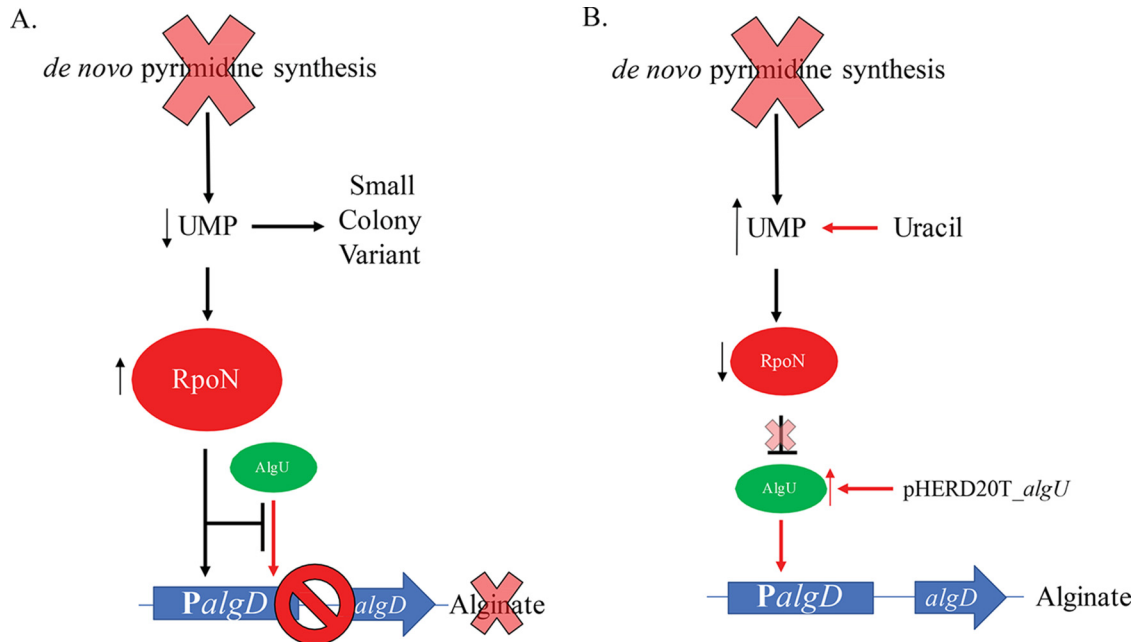 A.
de novo pyrimidine synthesis
UMP
Small
Colony
Variant
RpoN
AlgU
PalgD
algD
Alginate
B.
de novo pyrimidine synthesis
UMP
Uracil
RpoN
AlgU
pHERD20T_algU
PalgD
algD
Alginate